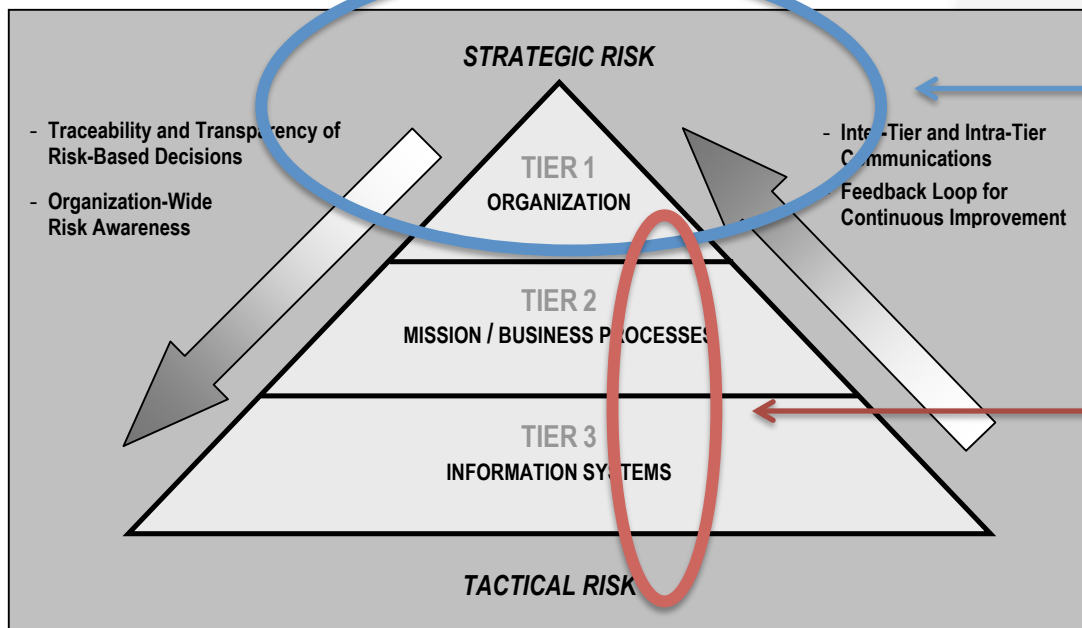 STRATEGIC RISK
- Traceability and Transparency of
Risk-Based Decisions
- Organization-Wide
Risk Awareness
- Inter-Tier and Intra-Tier
Communications
- Feedback Loop for
Continuous Improvement
TIER 1
ORGANIZATION
TIER 2
MISSION / BUSINESS PROCESSES
TIER 3
INFORMATION SYSTEMS
TACTICAL RISK